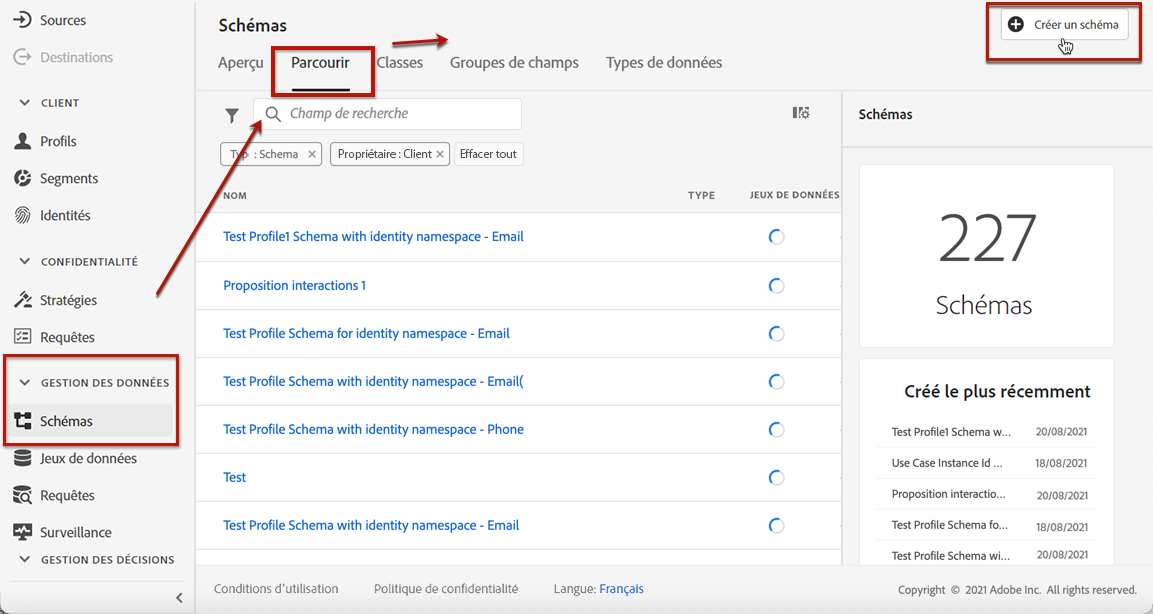 Sources
Destinations
CLIENT
Profils
Segments
Identités
CONFIDENTIALITÉ
Stratégies
Requêtes
GESTION DES DONNÉES
Schémas
Jeux de données
Requêtes
Surveillance
GESTION DES DÉCISIONS
Schémas
Créer un schéma
Aperçu Parcourir Classes Groupes de champs Types de données
Champ de recherche
: Schema Propriétaire : Client Effacer tout
NOM TYPE JEUX DE DONNÉES
Test Profile1 Schema with identity namespace - Email
Proposition interactions 1
Test Profile Schema for identity namespace - Email
Test Profile Schema with identity namespace - Email(
Test Profile Schema with identity namespace - Phone
Test
Test Profile Schema with identity namespace - Email
Schémas
227
Schémas
Créé le plus récemment
Test Profile1 Schema w... 20/08/2021
Use Case Instance Id ... 18/08/2021
Proposition interactio... 20/08/2021
Test Profile Schema fo... 18/08/2021
Test Profile Schema wi... 20/08/2021
Conditions d'utilisation Politique de confidentialité Langue: Français
Copyright © 2021 Adobe Inc. All rights reserved.